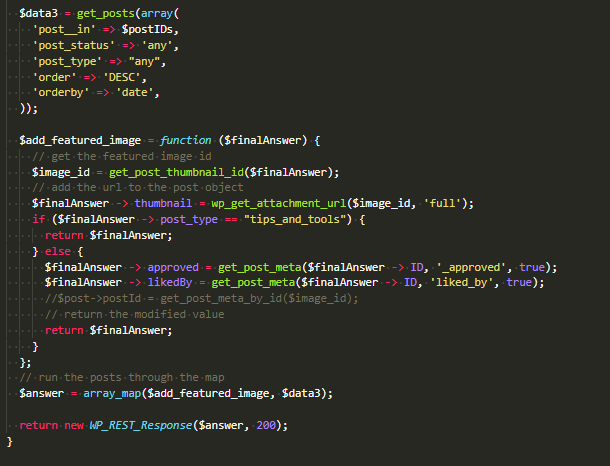 $data3 = get_posts(array(
'post__in' => $postIDs,
'post_status' => 'any',
'post_type' => "any",
'order' => 'DESC',
'orderby' => 'date',
));
$add_featured_image = function ($finalAnswer) {
// get the featured image id
$image_id = get_post_thumbnail_id($finalAnswer);
// add the url to the post object
$finalAnswer -> thumbnail = wp_get_attachment_url($image_id, 'full');
if ($finalAnswer -> post_type == "tips_and_tools") {
return $finalAnswer;
} else {
$finalAnswer -> approved = get_post_meta($finalAnswer -> ID, '_approved', true);
$finalAnswer -> likedBy = get_post_meta($finalAnswer -> ID, 'liked_by', true);
//$post->postId = get_post_meta_by_id($image_id);
// return the modified value
return $finalAnswer;
}
};
// run the posts through the map
$answer = array_map($add_featured_image, $data3);
return new WP_REST_Response($answer, 200);
}